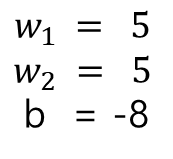 w₁ = 5
w₂ = 5
b = -8